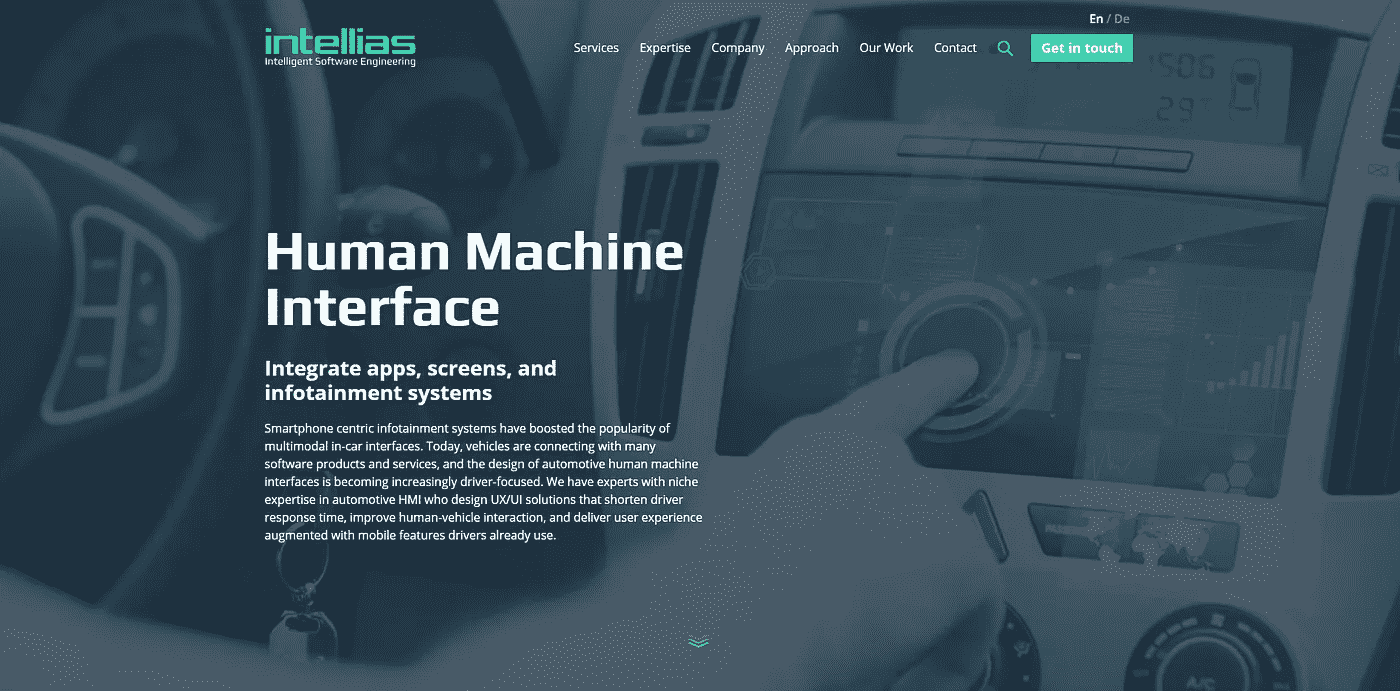 En / De
intellias
Intelligent Software Engineering
Services Expertise Company Approach Our Work Contact Get in touch
Human Machine
Interface
Integrate apps, screens, and
infotainment systems
Smartphone centric infotainment systems have boosted the popularity of
multimodal in-car interfaces. Today, vehicles are connecting with many
software products and services, and the design of automotive human machine
interfaces is becoming increasingly driver-focused. We have experts with niche
expertise in automotive HMI who design UX/UI solutions that shorten driver
response time, improve human-vehicle interaction, and deliver user experience
augmented with mobile features drivers already use.
A/C